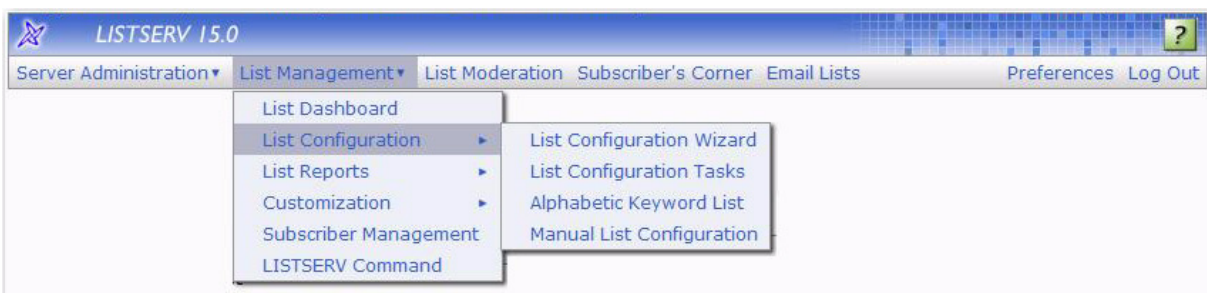 LISTSERV 15.0 ?
Server Administration▾ List Management▾ List Moderation Subscriber's Corner Email Lists Preferences Log Out
List Dashboard
List Configuration ▸
List Reports ▸
Customization ▸
Subscriber Management
LISTSERV Command
List Configuration Wizard
List Configuration Tasks
Alphabetic Keyword List
Manual List Configuration